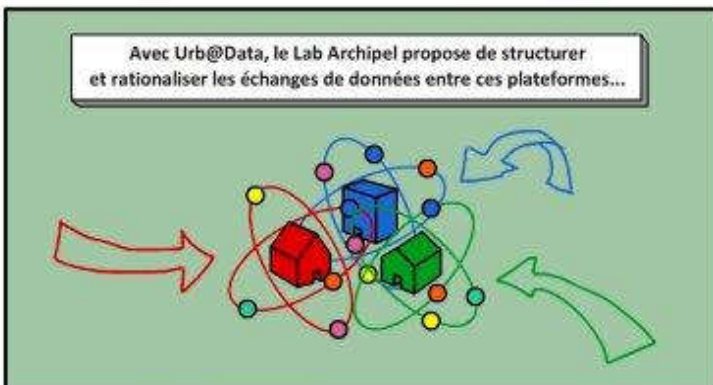 Avec Urb@Data, le Lab Archipel propose de structurer
et rationaliser les échanges de données entre ces plateformes...